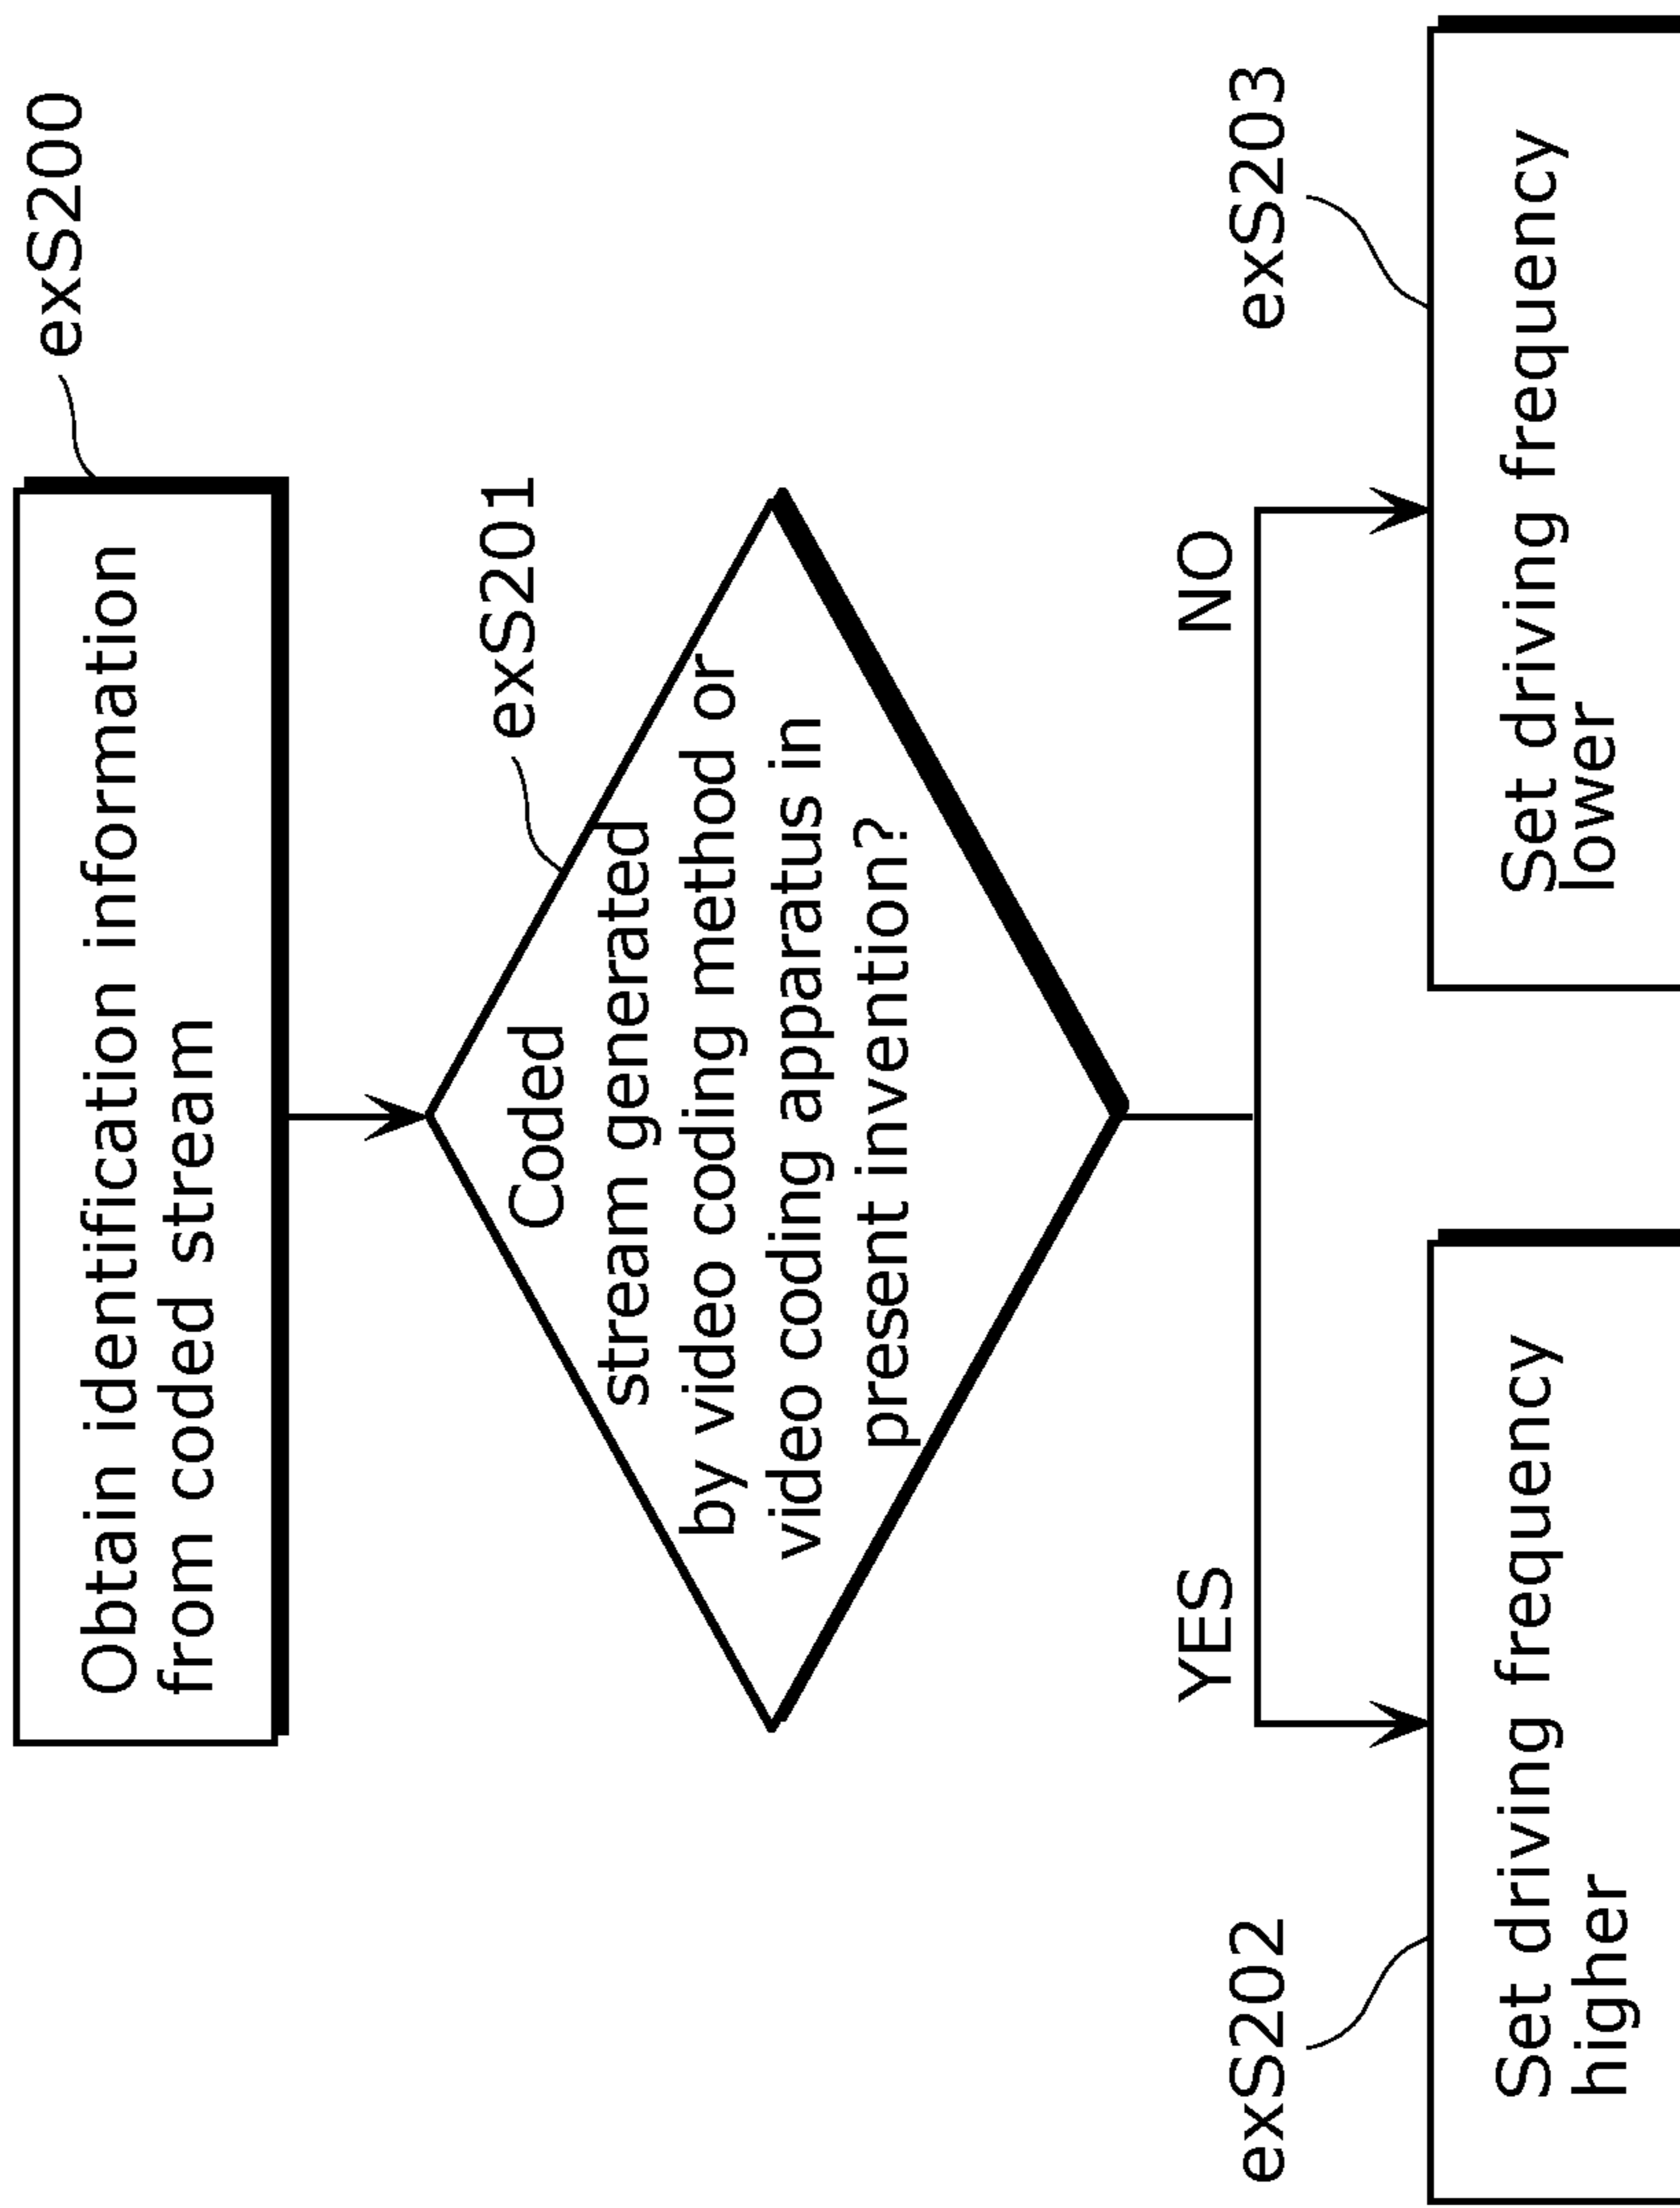 exS200
Obtain identification information
from coded stream
exS201
Coded
stream generated
by video coding method or
video coding apparatus in
present invention?
YES
NO
exS202
exS203
Set driving frequency
higher
Set driving frequency
lower